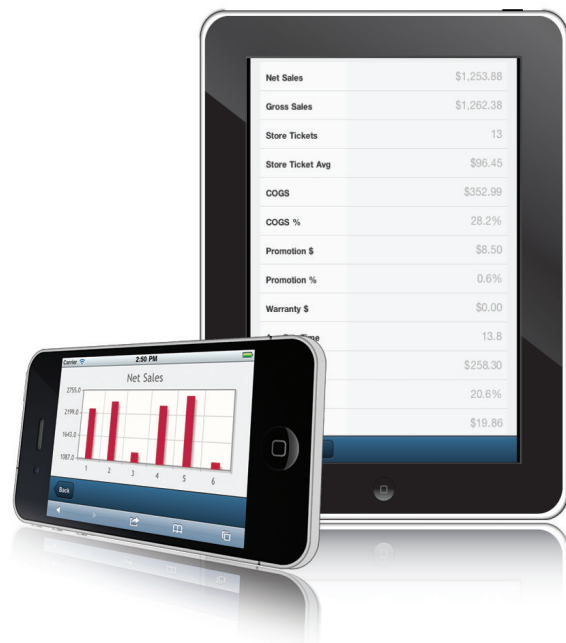 Net Sales $1,253.88
Gross Sales $1,262.38
Store Tickets 13
Store Ticket Avg $96.45
COGS $352.99
COGS % 28.2%
Promotion $ $8.50
Promotion % 0.6%
Warranty $ $0.00
Time 13.8
$258.30
20.6%
$19.86
Carrier 2:50 PM
Net Sales
2755.0
2199.0
1643.0
1087.0
1 2 3 4 5 6
Back